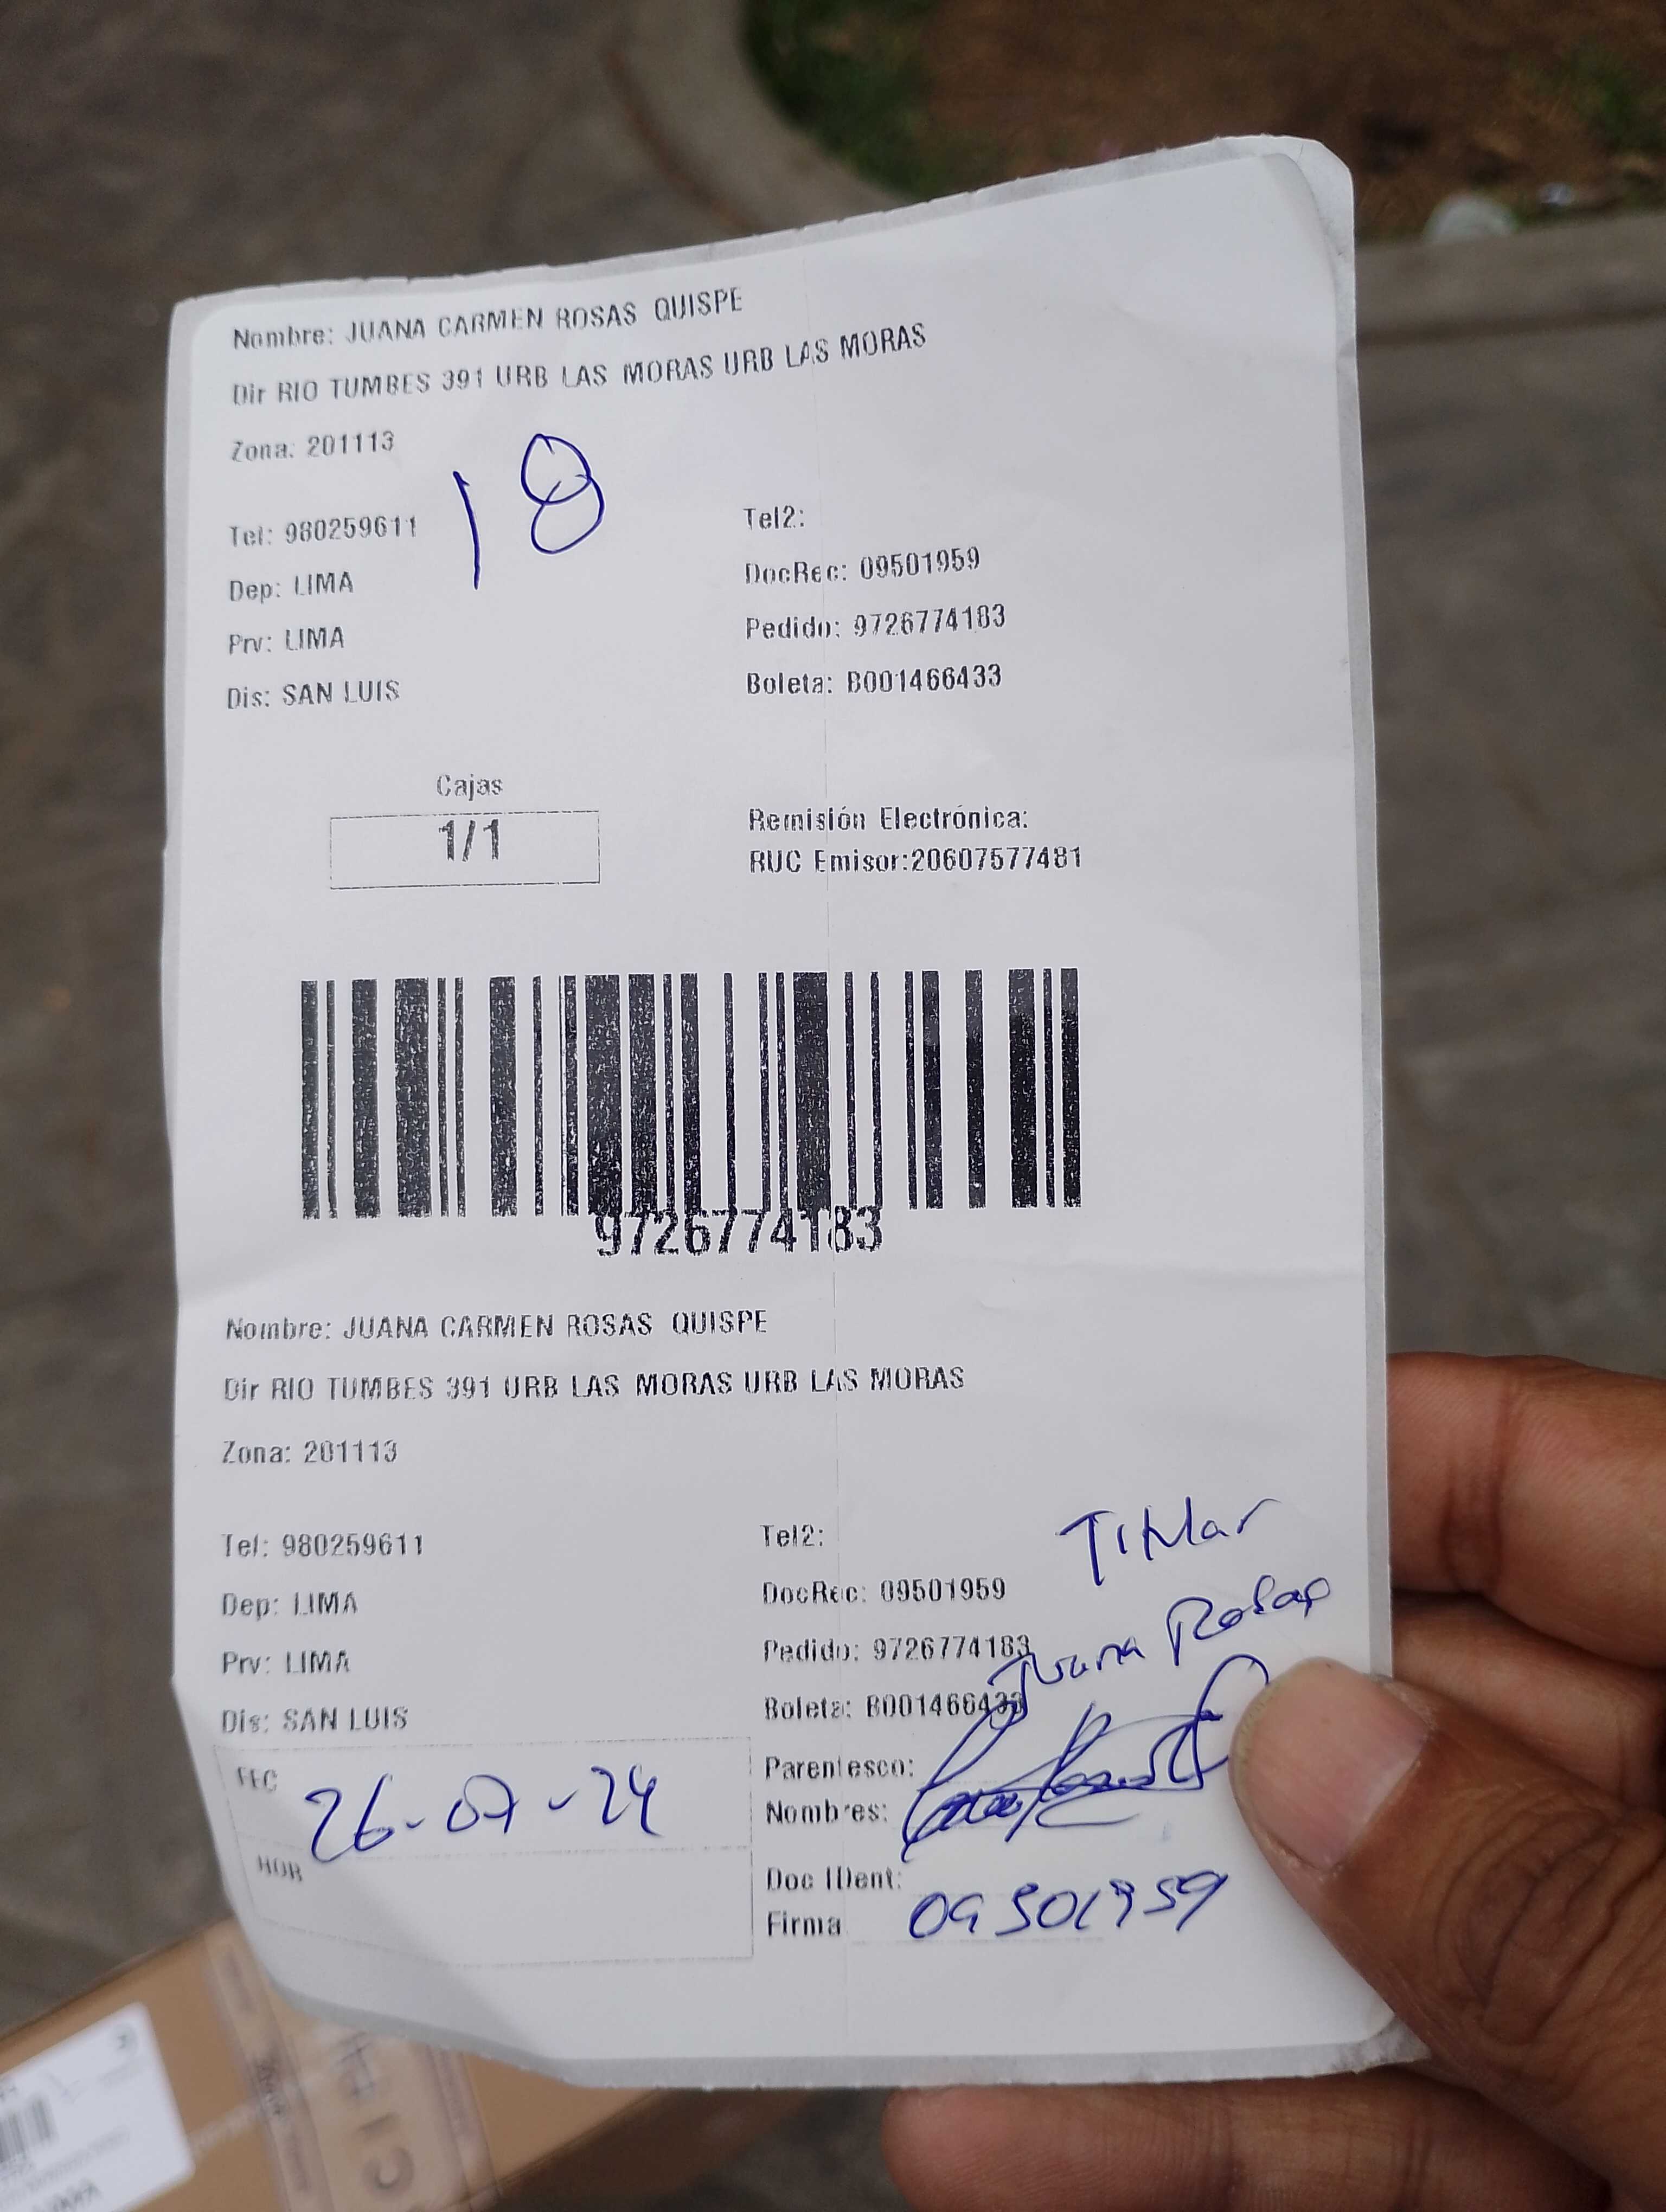 Nombre: JUANA CARMEN ROSAS QUISPE
Dir RIO TUMBES 391 URB LAS MORAS URB LAS MORAS
Zona: 201113
18
Tel: 980259611
Tel2:
Dep: LIMA
DocRec: 09501959
Prv: LIMA
Pedido: 9726774183
Dis: SAN LUIS
Boleta: B001466433
Cajas
1/1
Remisión Electrónica:
RUC Emisor:20607577481
9726774183
Nombre: JUANA CARMEN ROSAS QUISPE
Dir RIO TUMBES 391 URB LAS MORAS URB LAS MORAS
Zona: 201113
Titular
Tel: 980259611
Tel2:
Dep: LIMA
DocRec: 09501959
Juana Rosas
Prv: LIMA
Pedido: 9726774183
Dis: SAN LUIS
Boleta: B001466433
FEC 26-07-24
Parentesco:
Nombres:
HOR
Doc IDent:
Firma 09501959